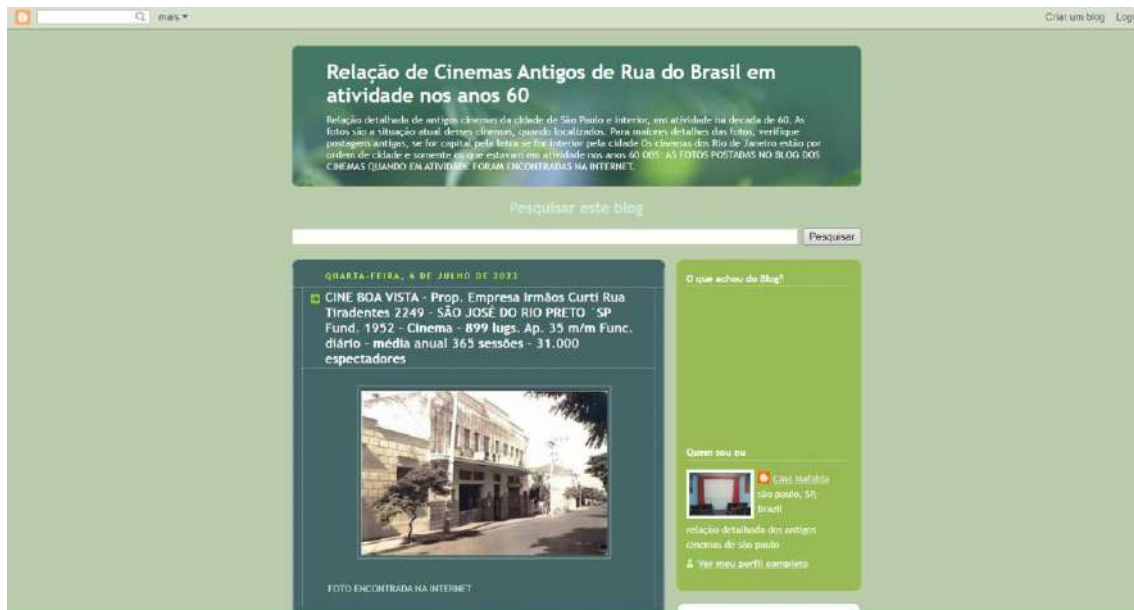 mais
Criar um blog
Relação de Cinemas Antigos de Rua do Brasil em
atividade nos anos 60
Relação detalhada de antigos cinemas da cidade de São Paulo e interior, em atividade na decada de 60. As
fotos são a situação atual desses cinemas, quando localizados. Para maiores detalhes das fotos, verifique
postagens antigas, se for capital pela letra se for interior pela cidade Os cinemas dos Rio de Janeiro estão por
ordem de cidade e somente os que estavam em atividade nos anos 60 OBS: AS FOTOS POSTADAS NO BLOG DOS
CINEMAS QUANDO EM ATIVIDADE FORAM ENCONTRADAS NA INTERNET.
Pesquisar este blog
Pesquisar
QUARTA-FEIRA, 6 DE JULHO DE
CINE BOA VISTA - Prop. Empresa Irmãos Curti Rua
Tiradentes 2249 - SÃO JOSÉ DO RIO PRETO ´SP
Fund. 1952 - Cinema - 899 lugs. Ap. 35 m/m Func.
diário - média anual 365 sessões - 31.000
espectadores
FOTO ENCONTRADA NA INTERNET
O que achou do Blog?
Quem sou eu
Cine Mafalda
são paulo, SP,
Brazil
relação detalhada dos antigos
cinemas de são paulo
Ver meu perfil completo